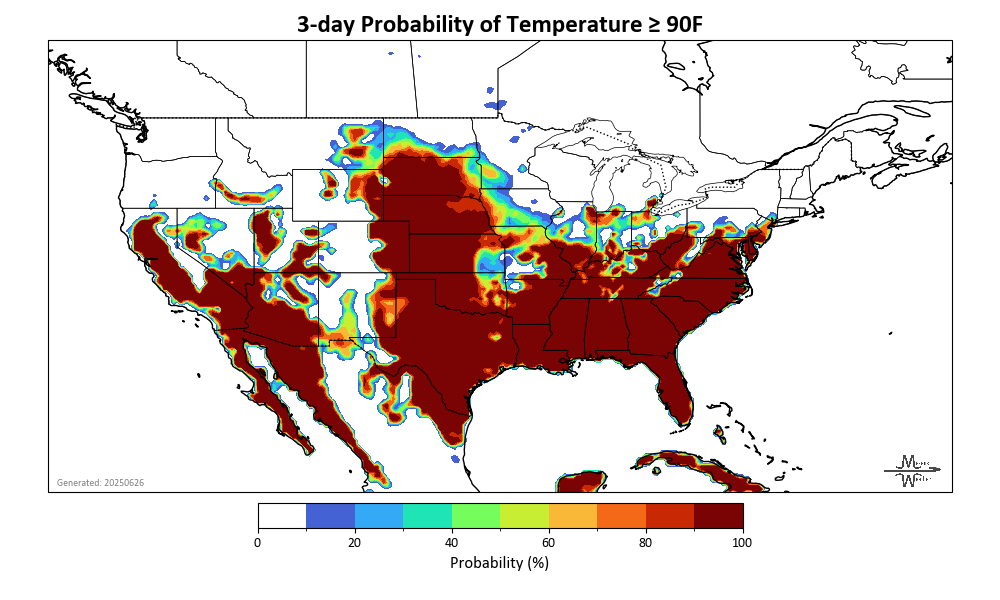 3-day Probability of Temperature ≥ 90F
Generated: 20250626
0 20 40 60 80 100
Probability (%)